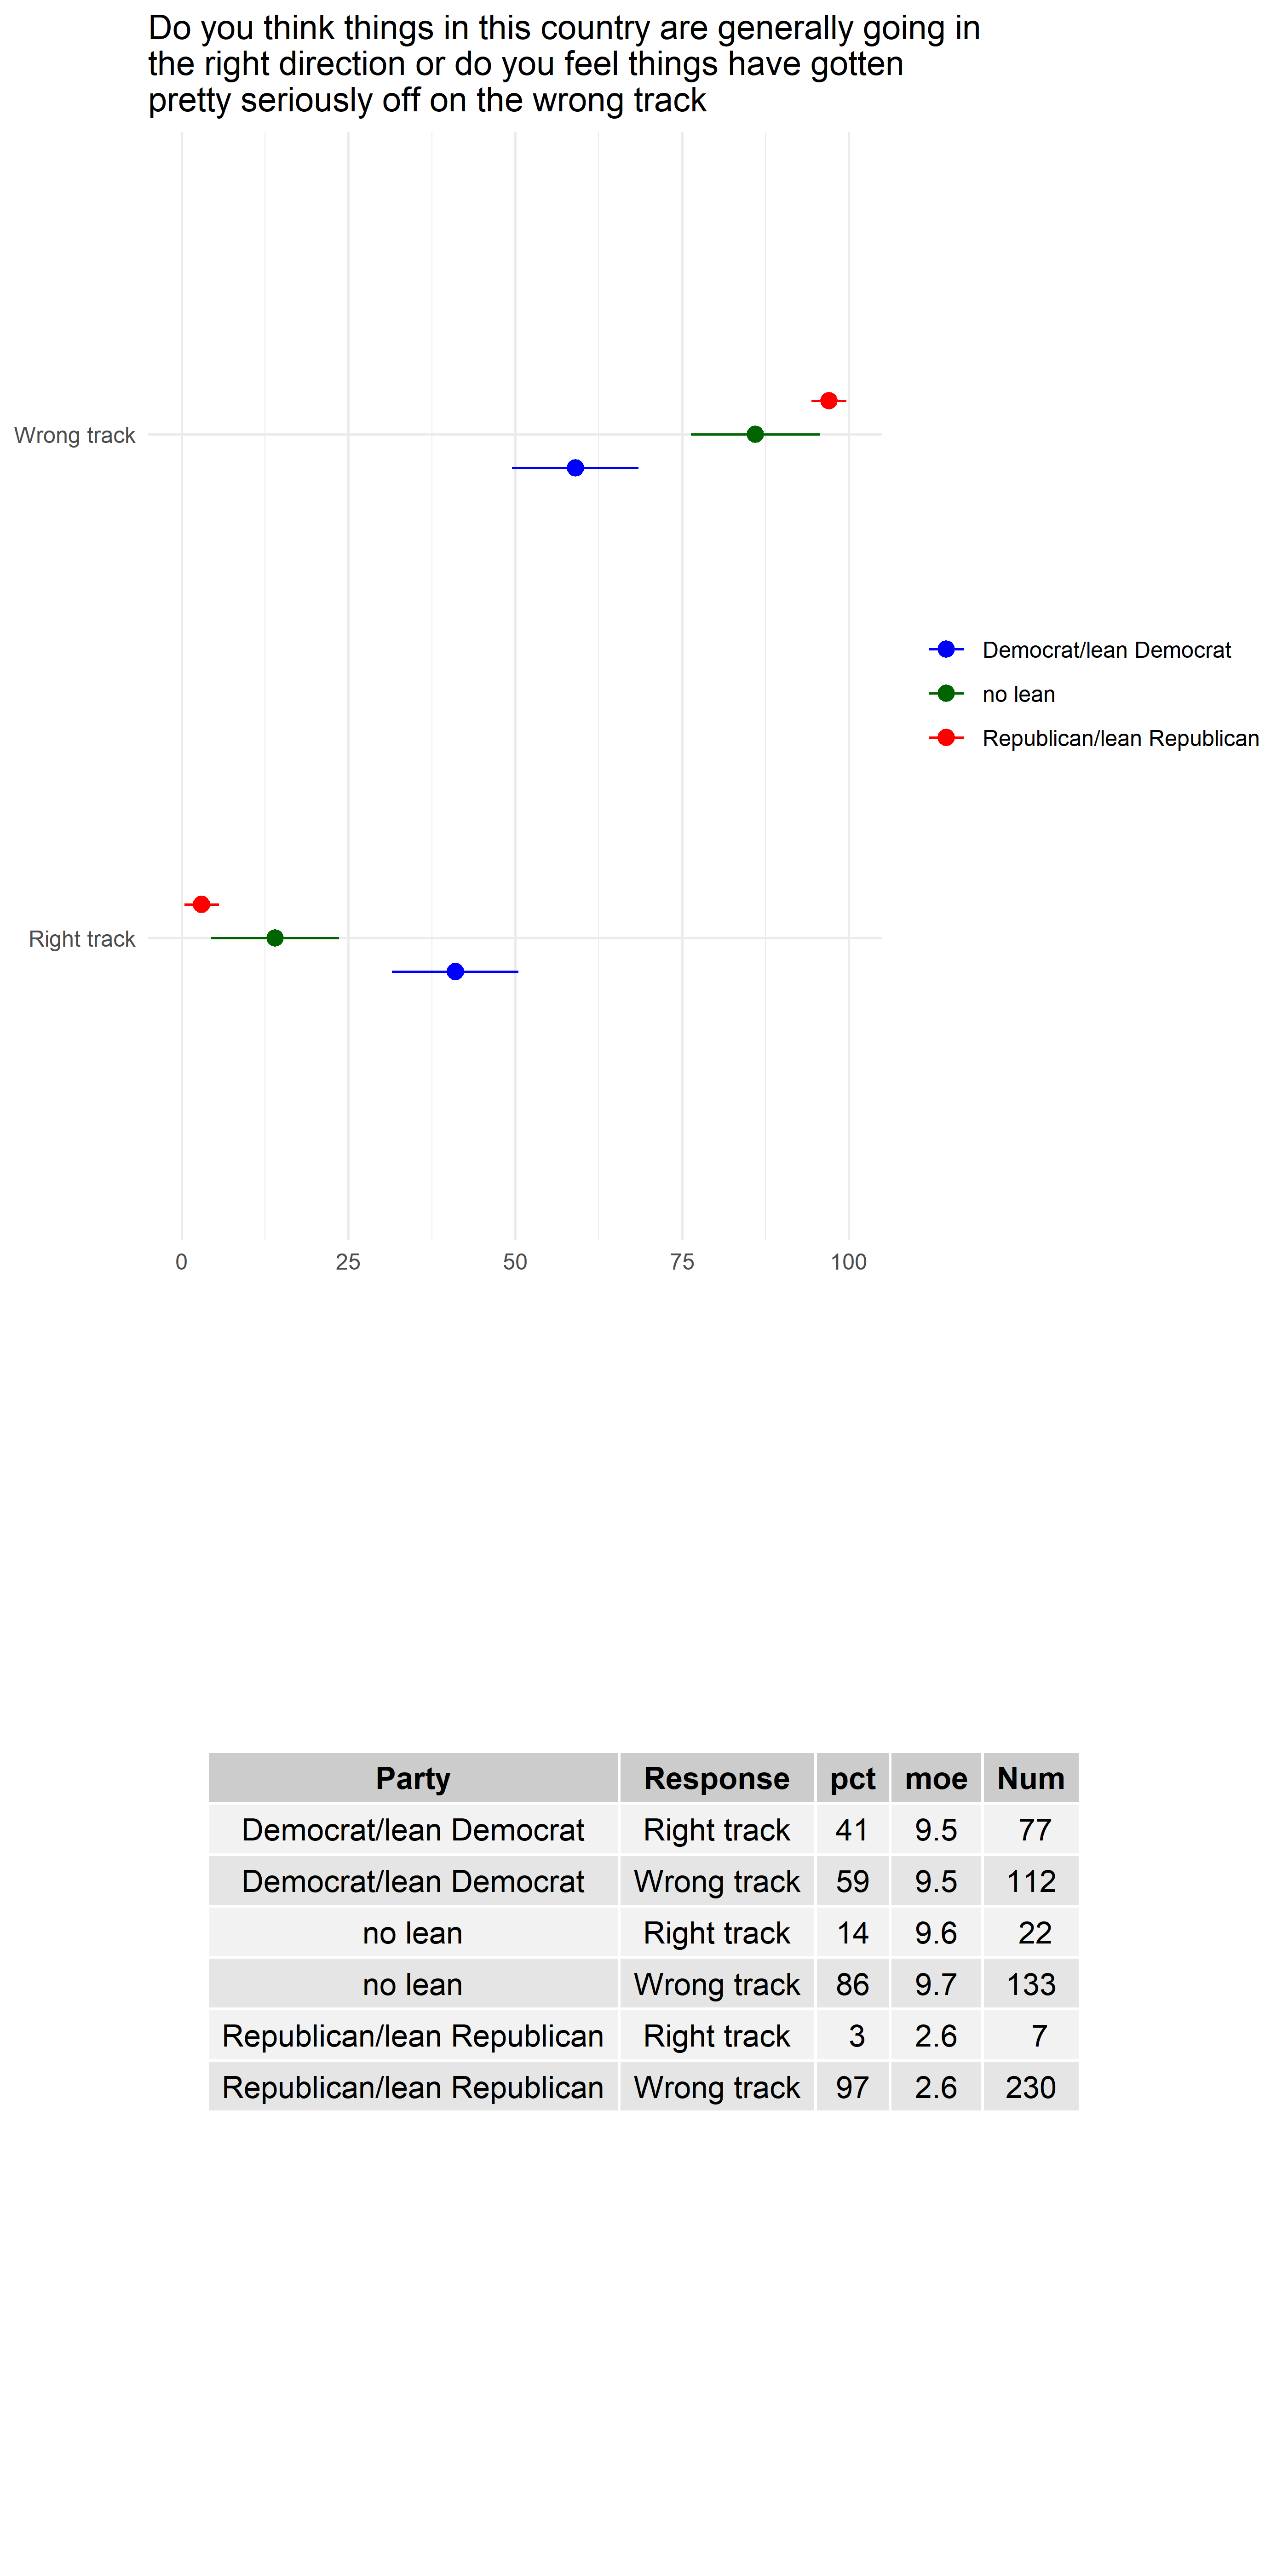 Do you think things in this country are generally going in
the right direction or do you feel things have gotten
pretty seriously off on the wrong track
Wrong track
Democrat/lean Democrat
no lean
Republican/lean Republican
Right track
0 25 50 75 100
Party Response pct moe Num
Democrat/lean Democrat Right track 41 9.5 77
Democrat/lean Democrat Wrong track 59 9.5 112
no lean Right track 14 9.6 22
no lean Wrong track 86 9.7 133
Republican/lean Republican Right track 3 2.6 7
Republican/lean Republican Wrong track 97 2.6 230